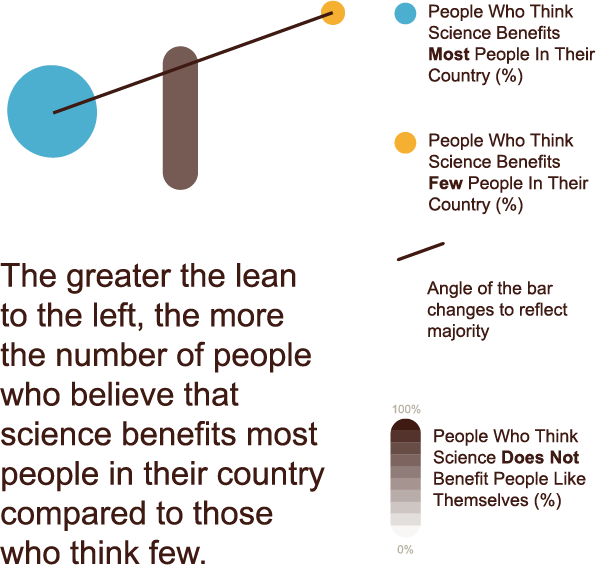 People Who Think
Science Benefits
Most People In Their
Country (%)
People Who Think
Science Benefits
Few People In Their
Country (%)
Angle of the bar
changes to reflect
majority
The greater the lean
to the left, the more
the number of people
who believe that
science benefits most
people in their country
compared to those
who think few.
100%
People Who Think
Science Does Not
Benefit People Like
Themselves (%)
0%